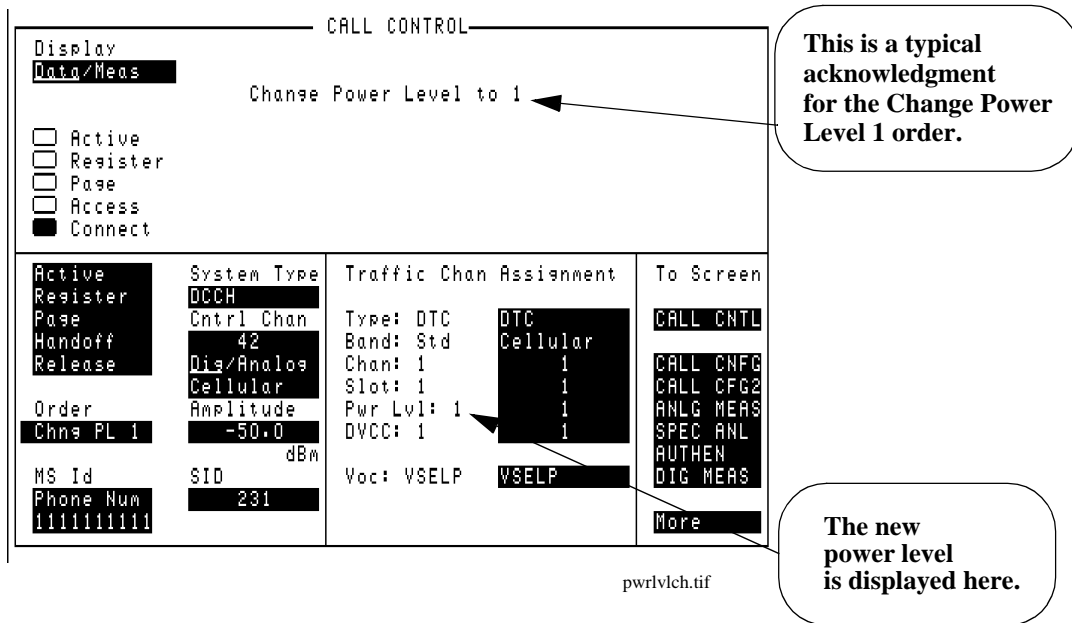 CALL CONTROL
Display
Data/Meas
Change Power Level to 1
Active
Register
Page
Access
Connect
This is a typical
acknowledgment
for the Change Power
Level 1 order.
Active
Register
Page
Handoff
Release
Order
Chng PL 1
MS Id
Phone Num
1111111111
System Type
DCCH
Cntrl Chan
42
Dig/Analog
Cellular
Amplitude
-50.0
dBm
SID
231
Traffic Chan Assignment
Type: DTC DTC
Band: Std Cellular
Chan: 1 1
Slot: 1 1
Pwr Lvl: 1 1
DVCC: 1 1
Voc: VSELP VSELP
To Screen
CALL CNTL
CALL CNFG
CALL CFG2
ANLG MEAS
SPEC ANL
AUTHEN
DIG MEAS
More
The new
power level
is displayed here.
pwrlvlch.tif